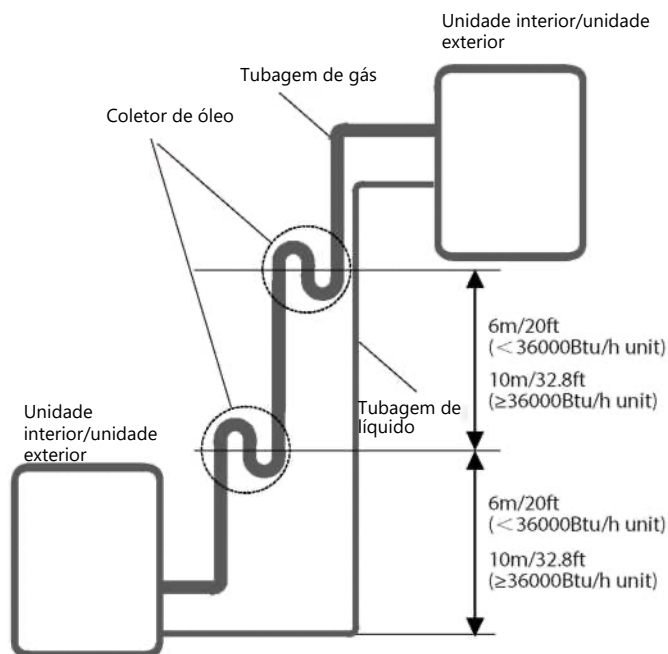 Unidade interior/unidade
exterior
Tubagem de gás
Coletor de óleo
6m/20ft
(<36000Btu/h unit)
10m/32.8ft
(≥36000Btu/h unit)
Tubagem de
líquido
Unidade
interior/unidade
exterior
6m/20ft
(<36000Btu/h unit)
10m/32.8ft
(≥36000Btu/h unit)